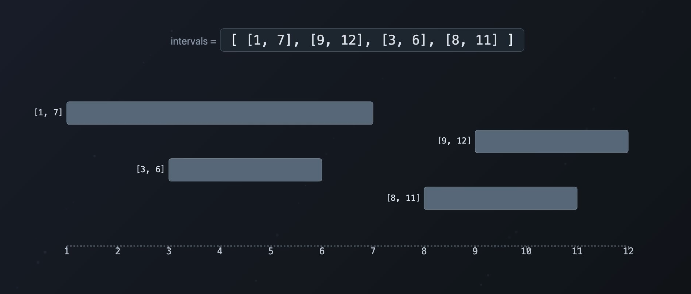 intervals = [ [1, 7], [9, 12], [3, 6], [8, 11] ]
[1, 7]
[9, 12]
[3, 6]
[8, 11]
1 2 3 4 5 6 7 8 9 10 11 12